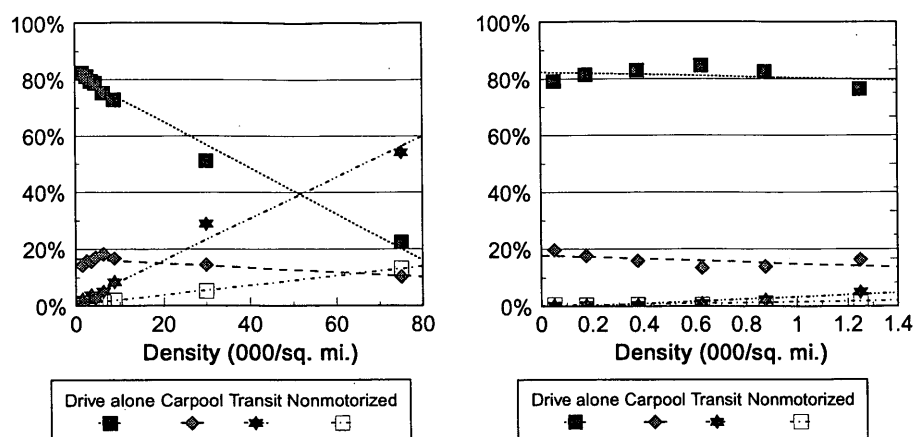 100%
80%
60%
40%
20%
0%
0 20 40 60 80
Density (000/sq. mi.)
Drive alone Carpool Transit Nonmotorized
100%
80%
60%
40%
20%
0%
0 0.2 0.4 0.6 0.8 1 1.2 1.4
Density (000/sq. mi.)
Drive alone Carpool Transit Nonmotorized